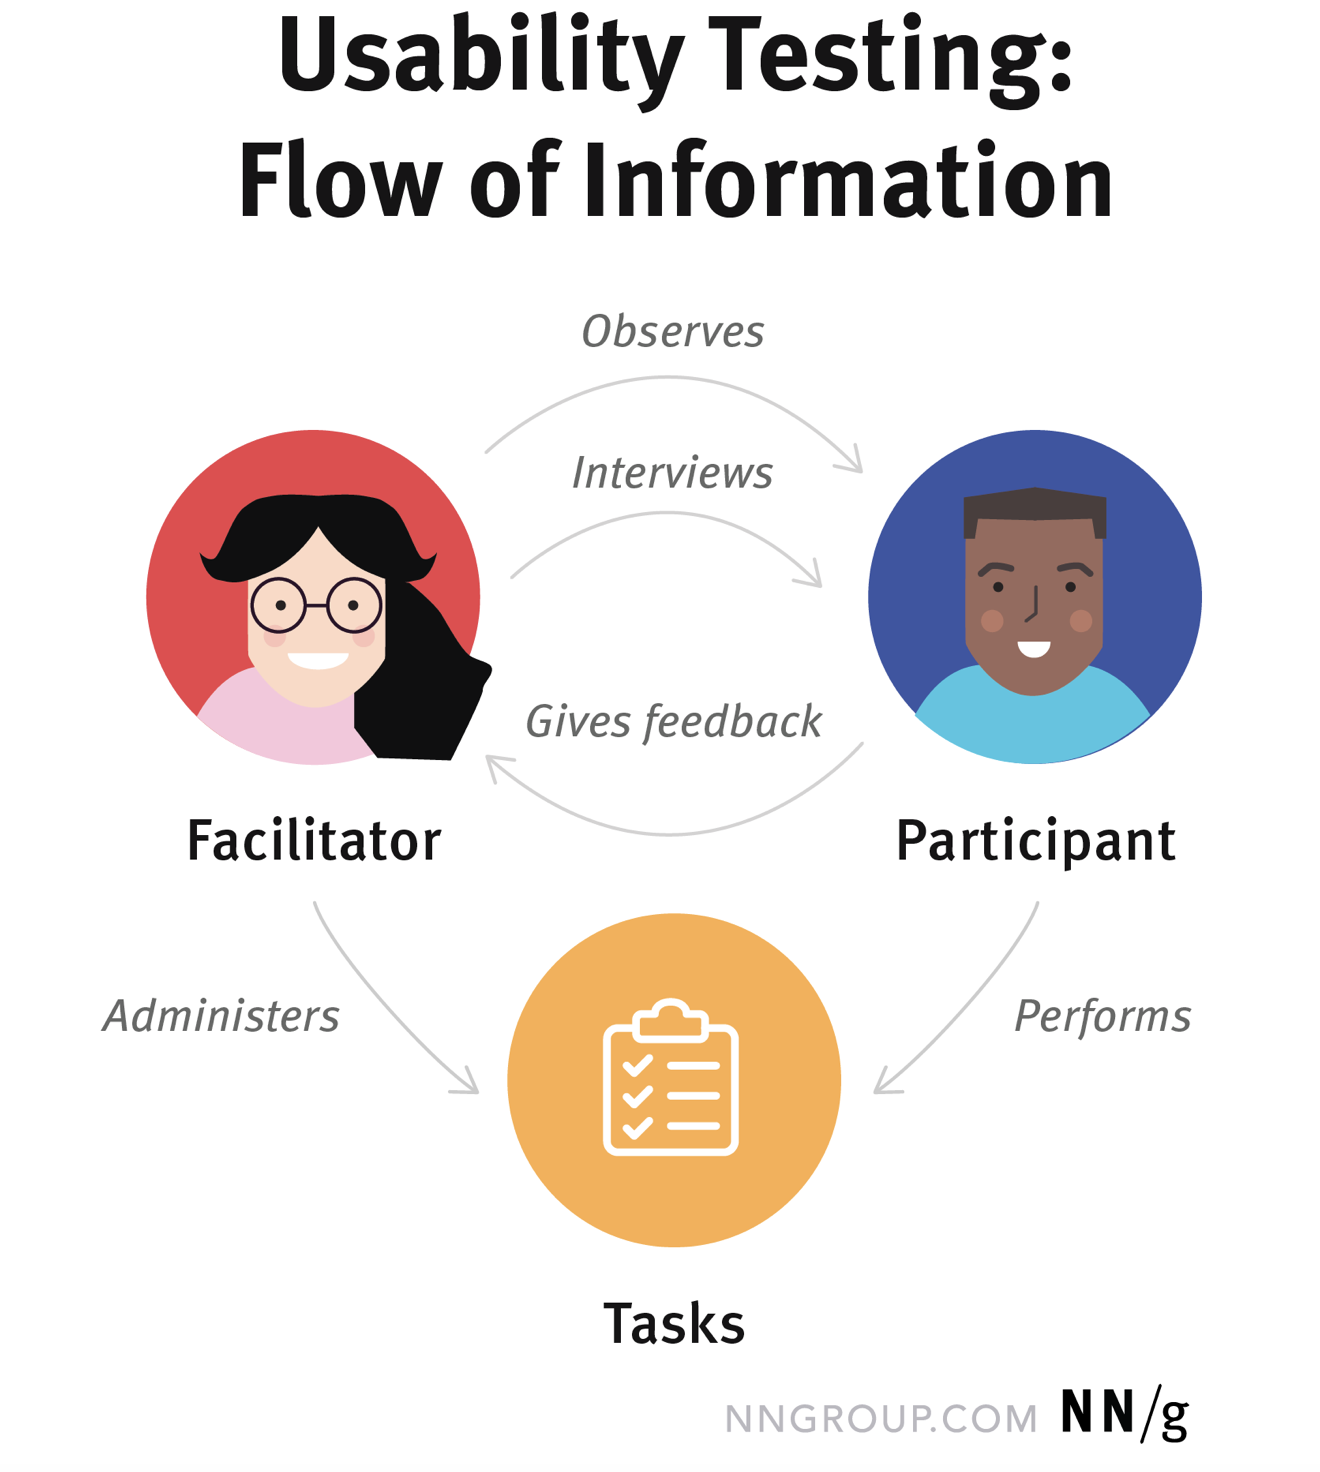 Usability Testing:
Flow of Information
Observes
Interviews
Gives feedback
Facilitator
Participant
Administers
Performs
Tasks
NNGROUP.COM NN/g